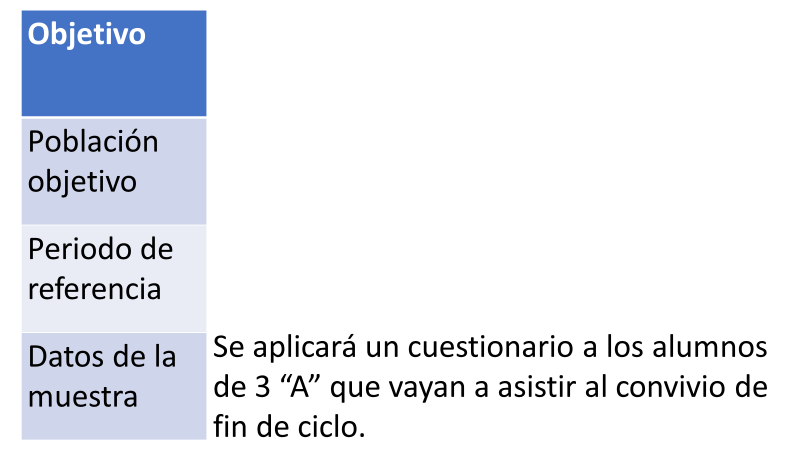 Objetivo
Población
objetivo
Periodo de
referencia
Datos de la
muestra
Se aplicará un cuestionario a los alumnos
de 3 “A” que vayan a asistir al convivio de
fin de ciclo.